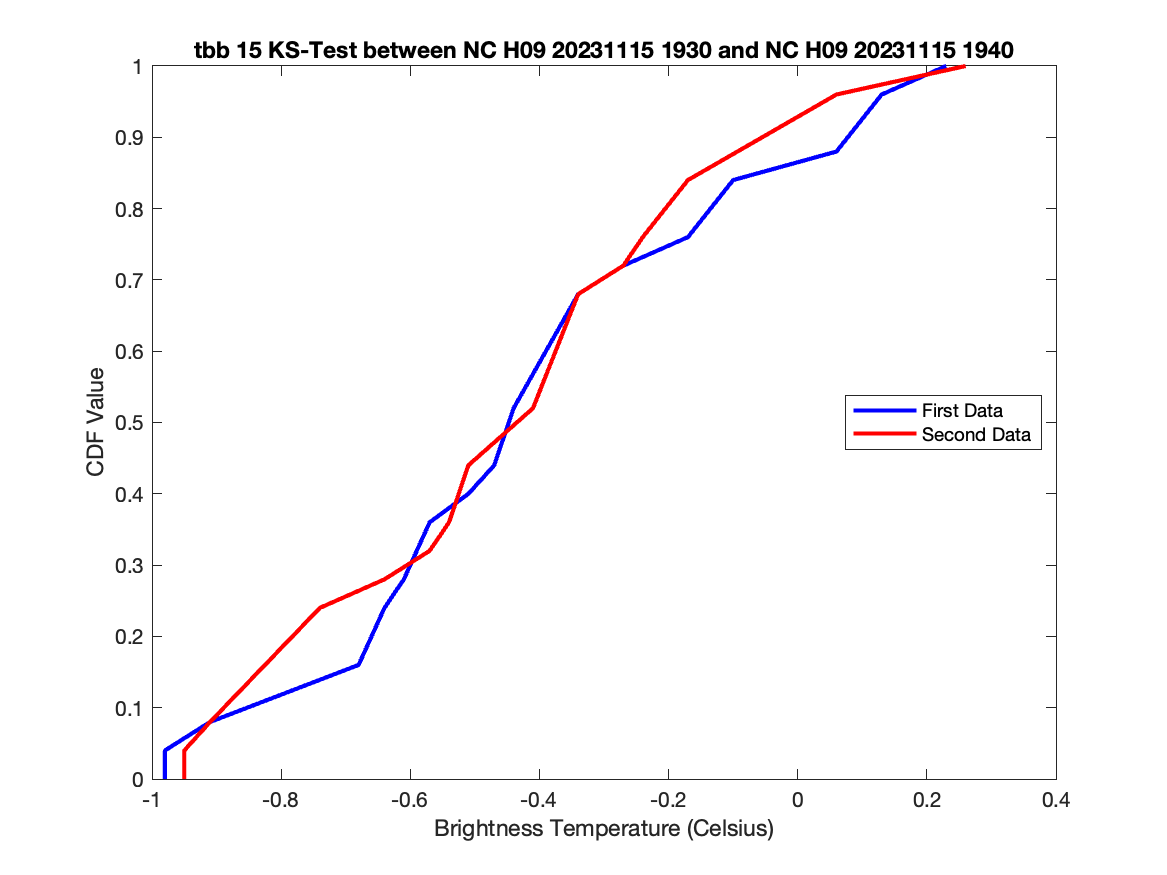 tbb 15 KS-Test between NC H09 20231115 1930 and NC H09 20231115 1940
1
0.9
0.8
0.7
0.6
0.5
0.4
0.3
0.2
0.1
0
CDF Value
First Data
Second Data
-1 -0.8 -0.6 -0.4 -0.2 0 0.2 0.4
Brightness Temperature (Celsius)